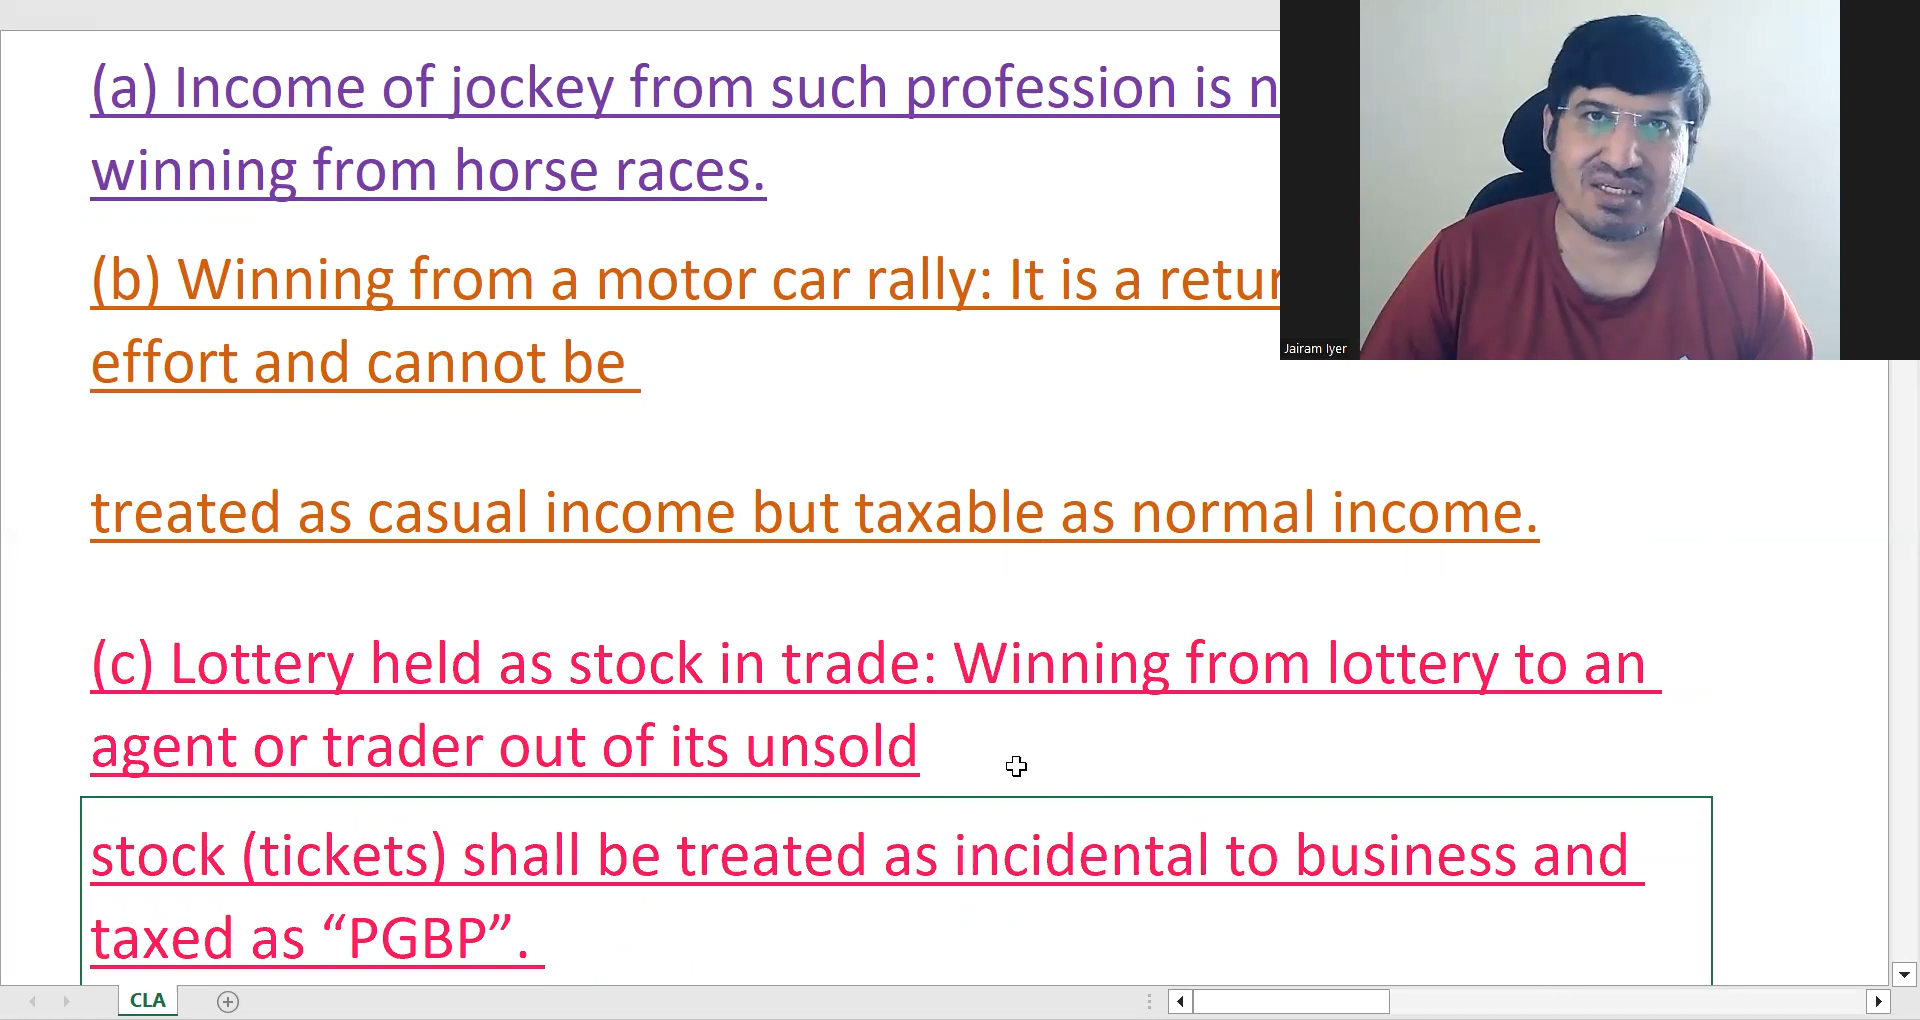 (a) Income of jockey from such profession is n
winning from horse races.
(b) Winning from a motor car rally: It is a retur
effort and cannot be
treated as casual income but taxable as normal income.
(c) Lottery held as stock in trade: Winning from lottery to an
agent or trader out of its unsold
stock (tickets) shall be treated as incidental to business and
taxed as “PGBP”.
Jairam Iyer
CLA